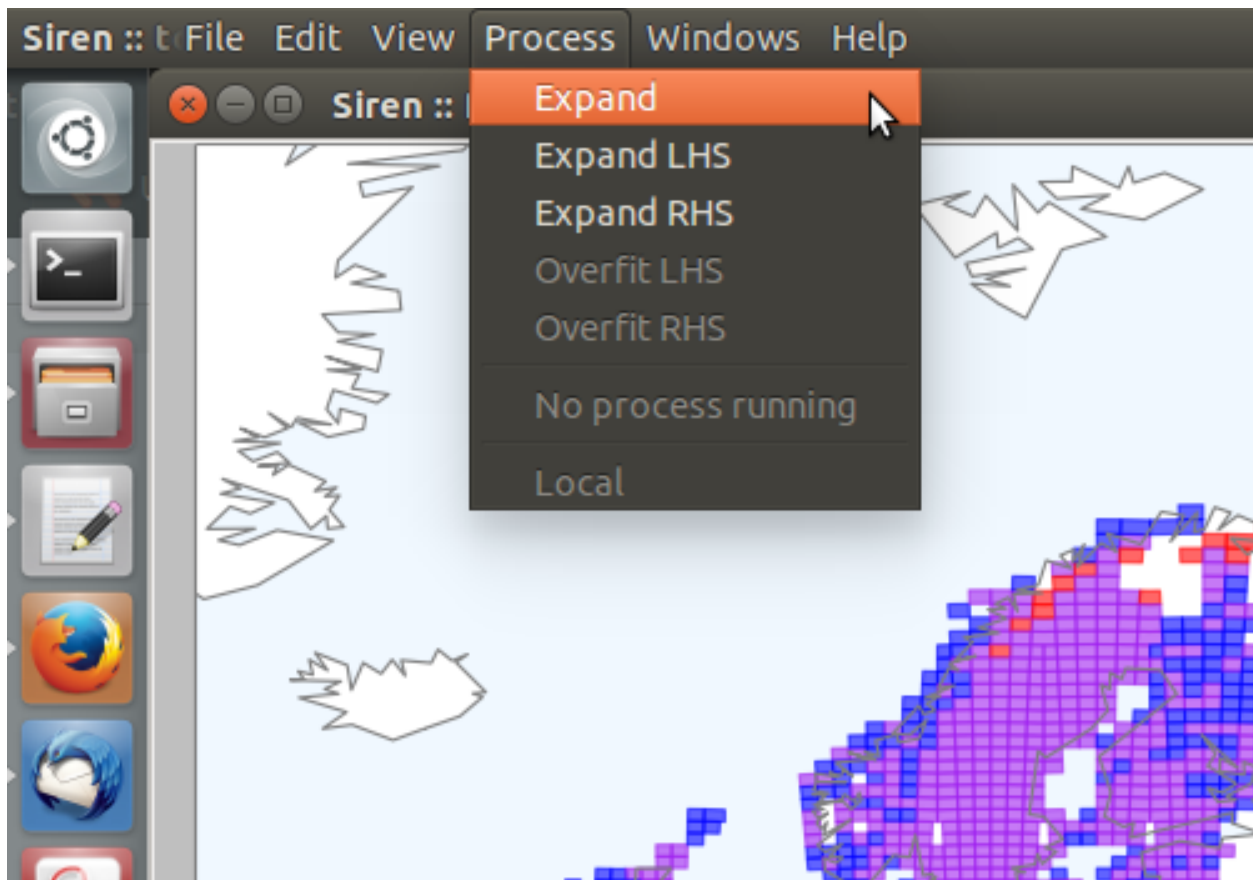 Siren :: t File Edit View Process Windows Help
Siren ::
Expand
Expand LHS
Expand RHS
Overfit LHS
Overfit RHS
No process running
Local
>_